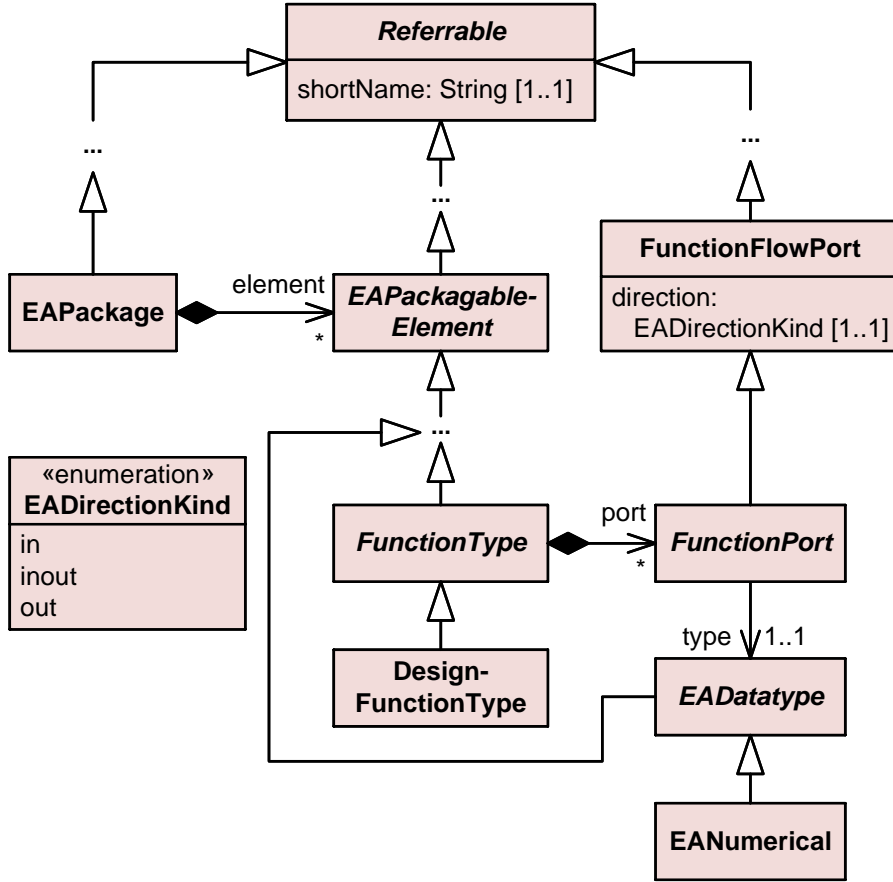 Referrable
shortName: String [1..1]
...
...
...
FunctionFlowPort
direction:
EADirectionKind [1..1]
EAPackage
element
*
EAPackagable-
Element
...
«enumeration»
EADirectionKind
in
inout
out
FunctionType
port
*
FunctionPort
type
1..1
Design-
FunctionType
EADatatype
EANumerical